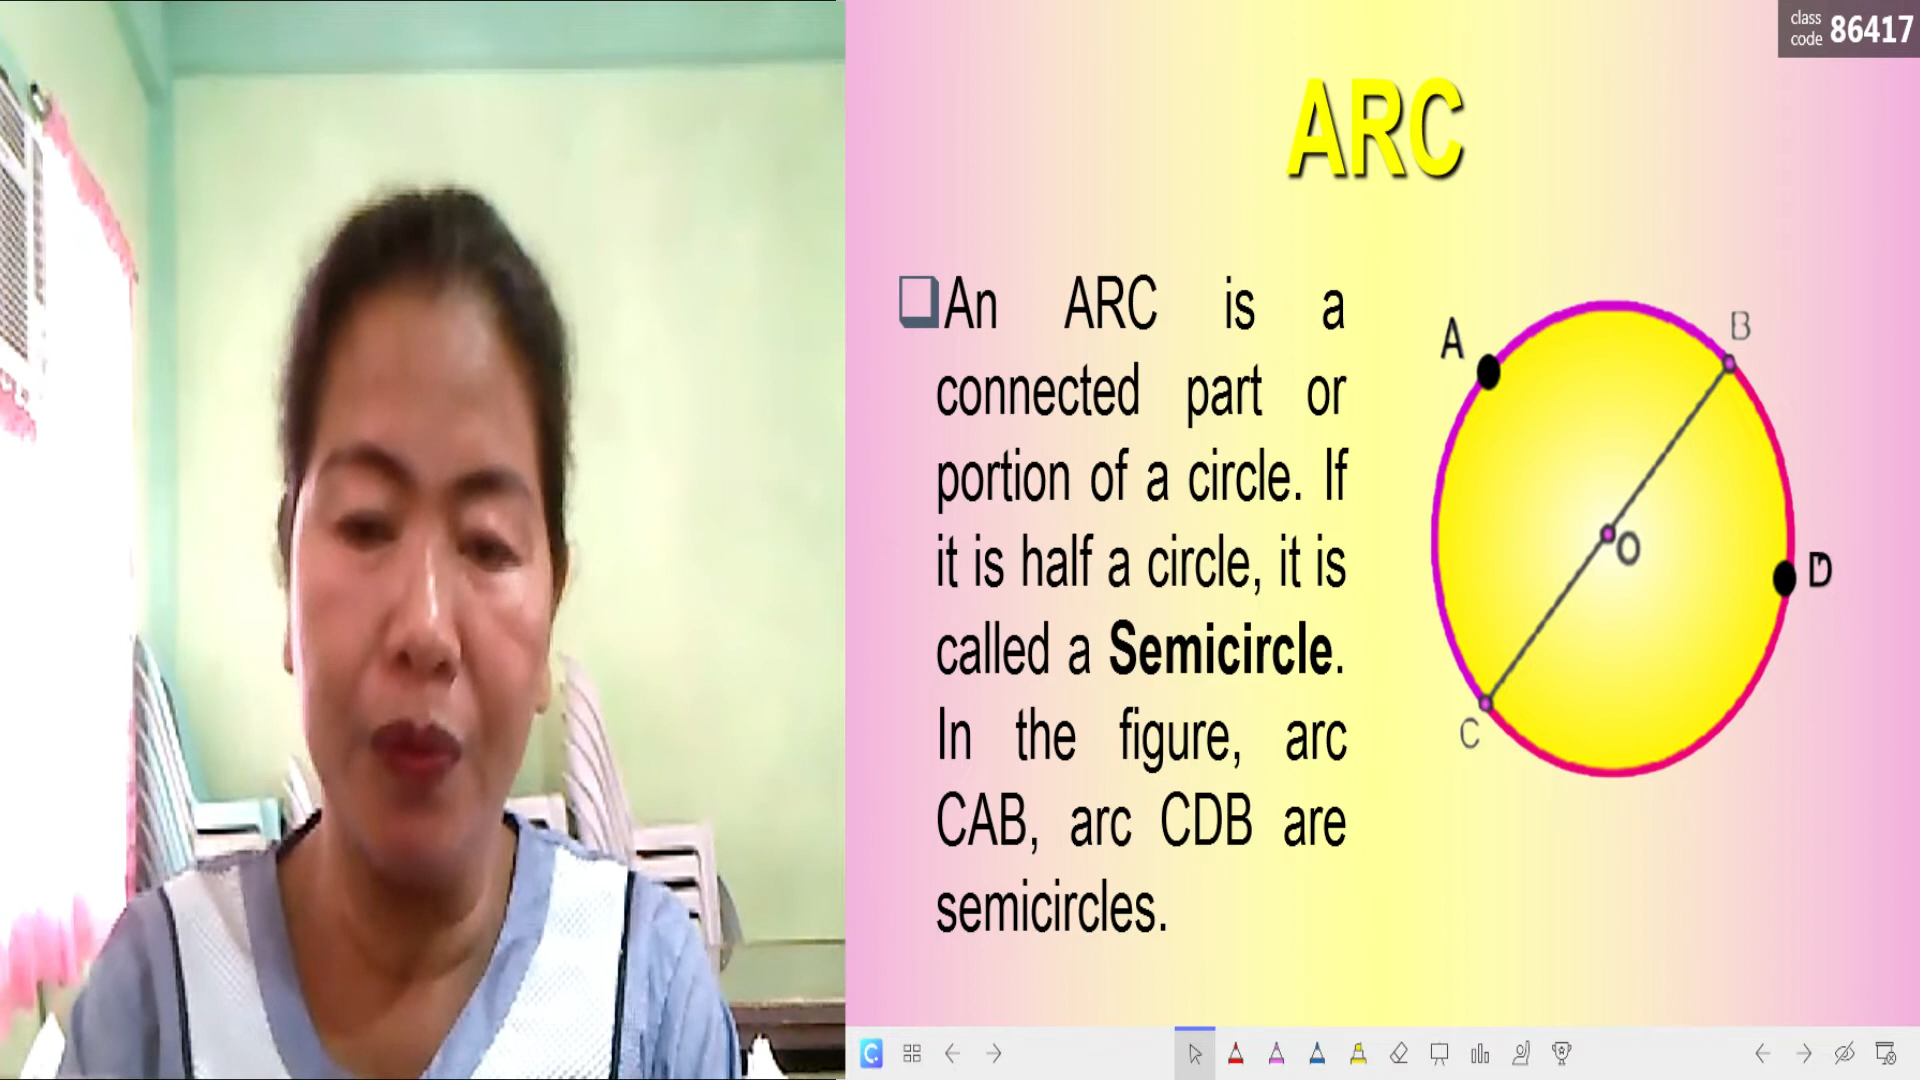 class
code 86417
ARC
An ARC is a
connected part or
portion of a circle. If
it is half a circle, it is
called a Semicircle.
In the figure, arc
CAB, arc CDB are
semicircles.
A
B
O
D
C